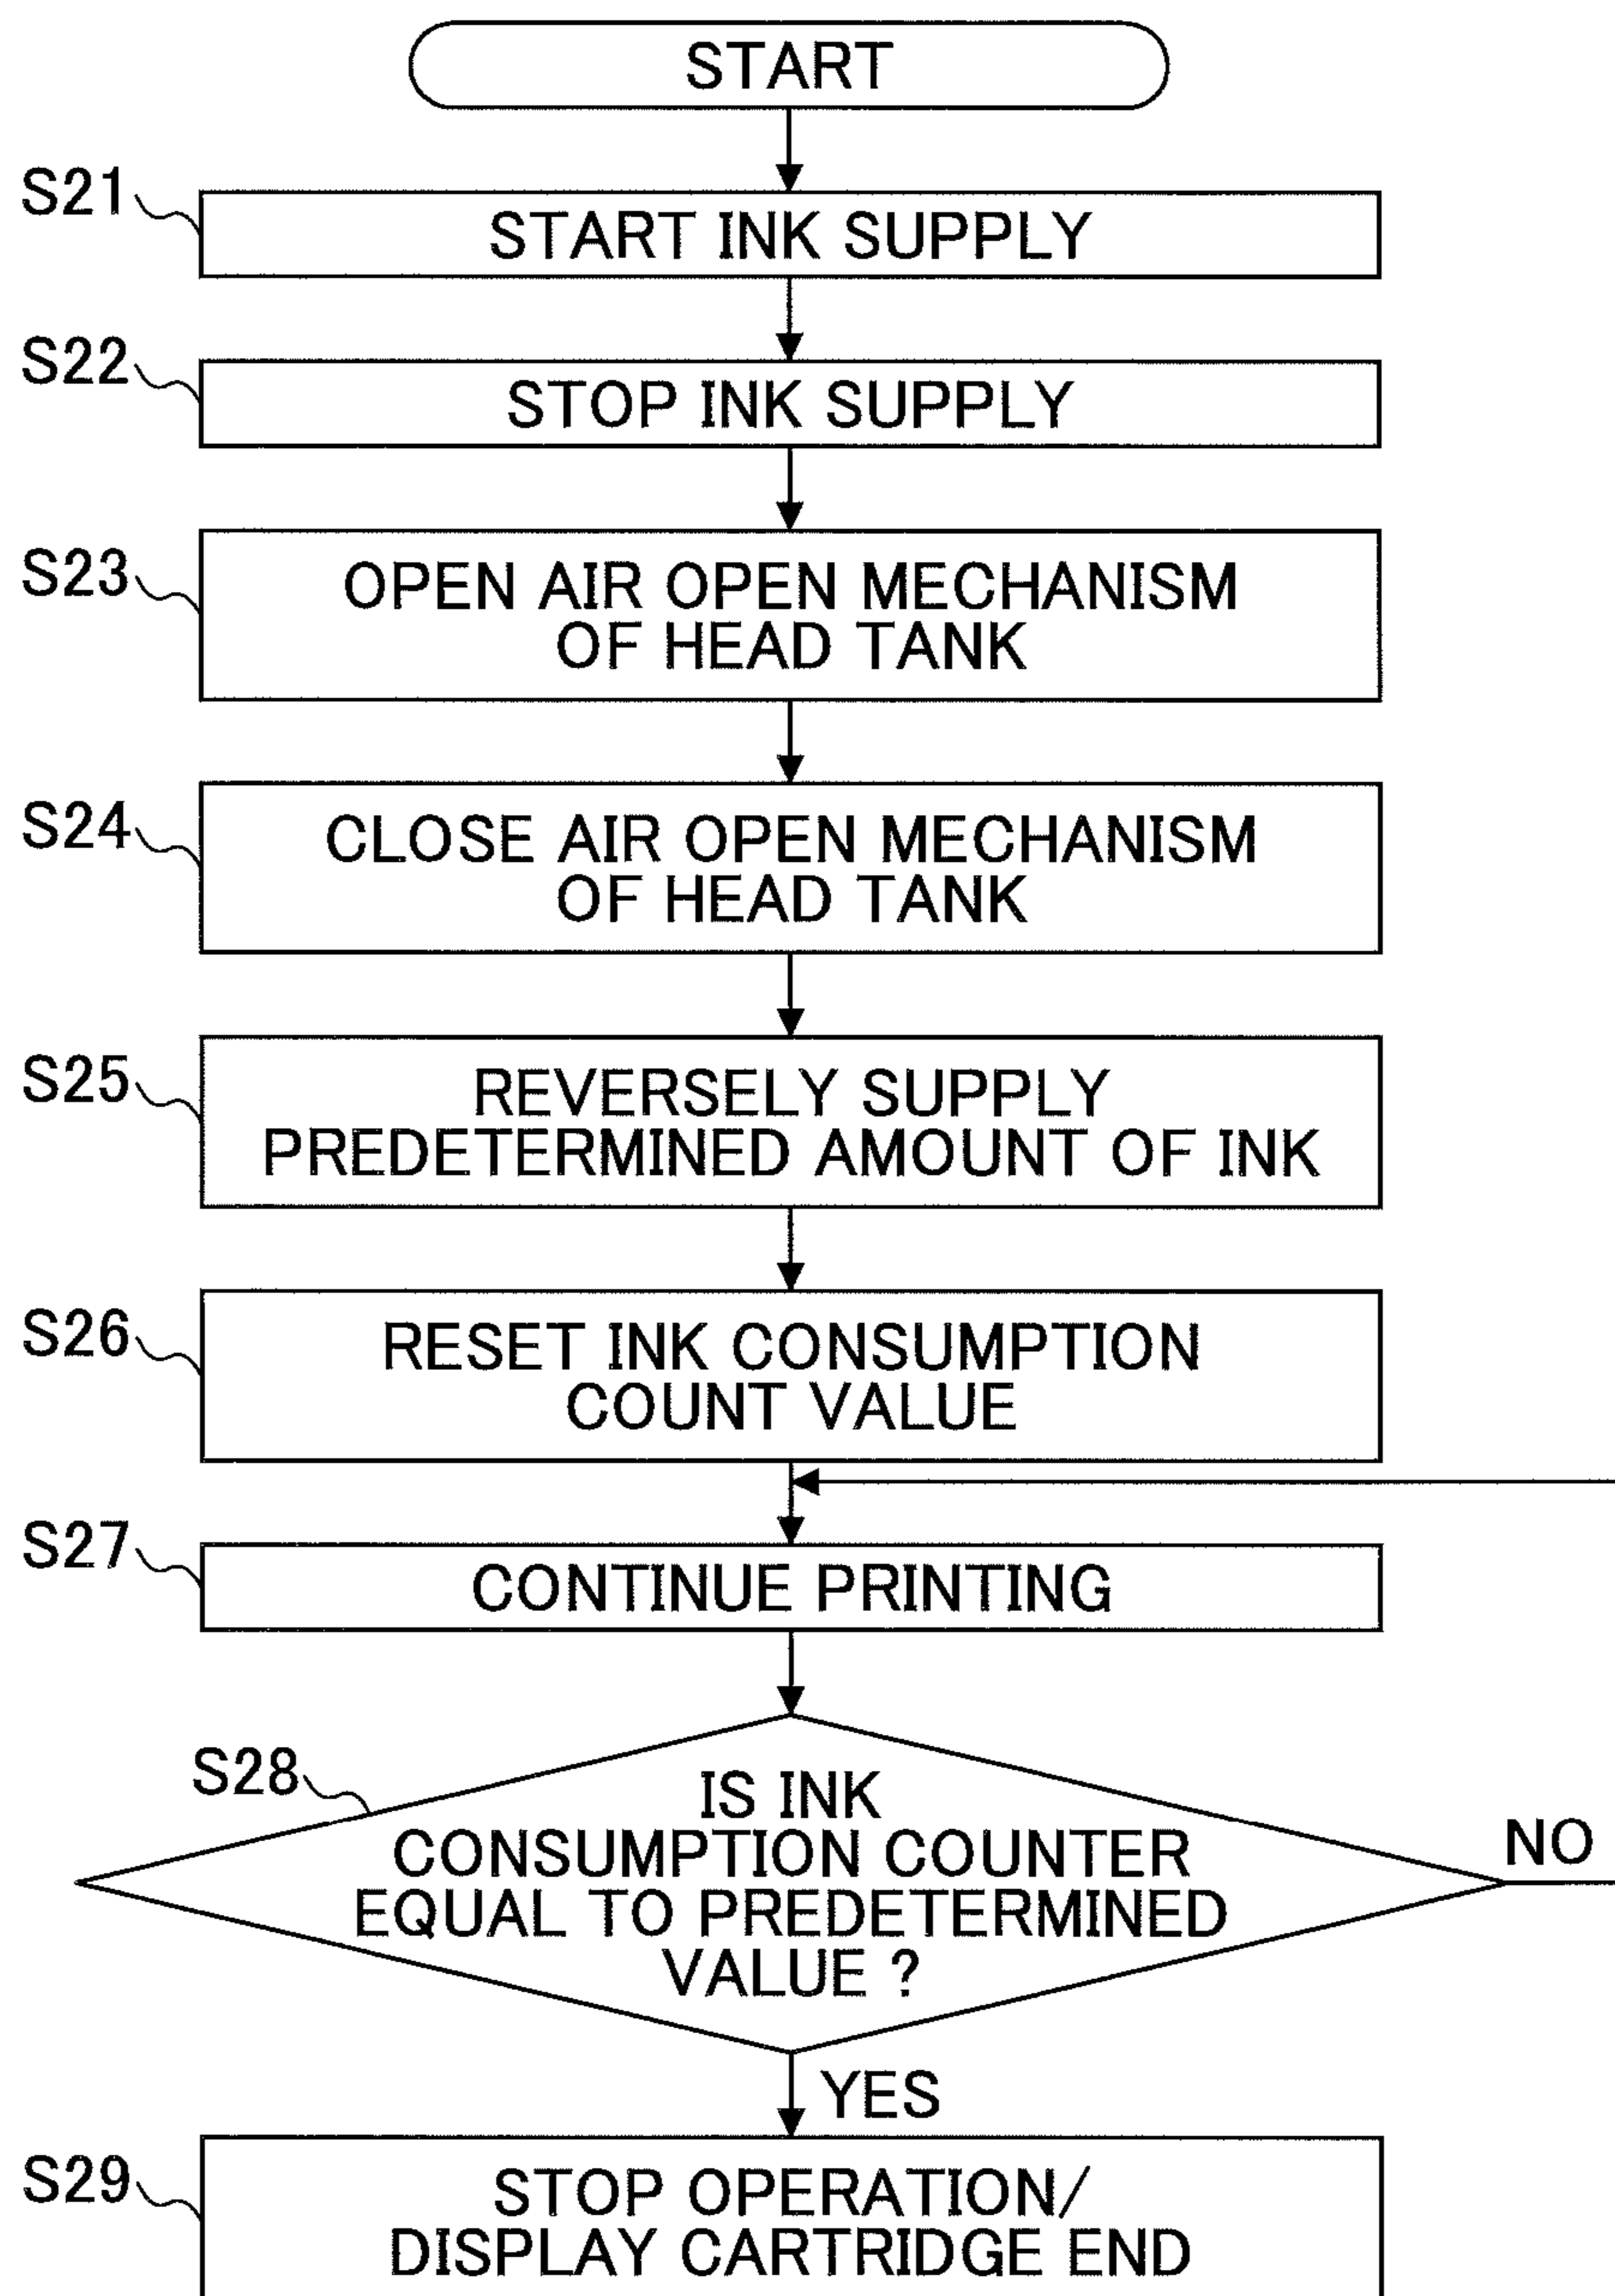 START
S21
START INK SUPPLY
S22
STOP INK SUPPLY
S23
OPEN AIR OPEN MECHANISM
OF HEAD TANK
S24
CLOSE AIR OPEN MECHANISM
OF HEAD TANK
S25
REVERSELY SUPPLY
PREDETERMINED AMOUNT OF INK
S26
RESET INK CONSUMPTION
COUNT VALUE
S27
CONTINUE PRINTING
S28
IS INK
CONSUMPTION COUNTER
EQUAL TO PREDETERMINED
VALUE ?
NO
YES
S29
STOP OPERATION/
DISPLAY CARTRIDGE END